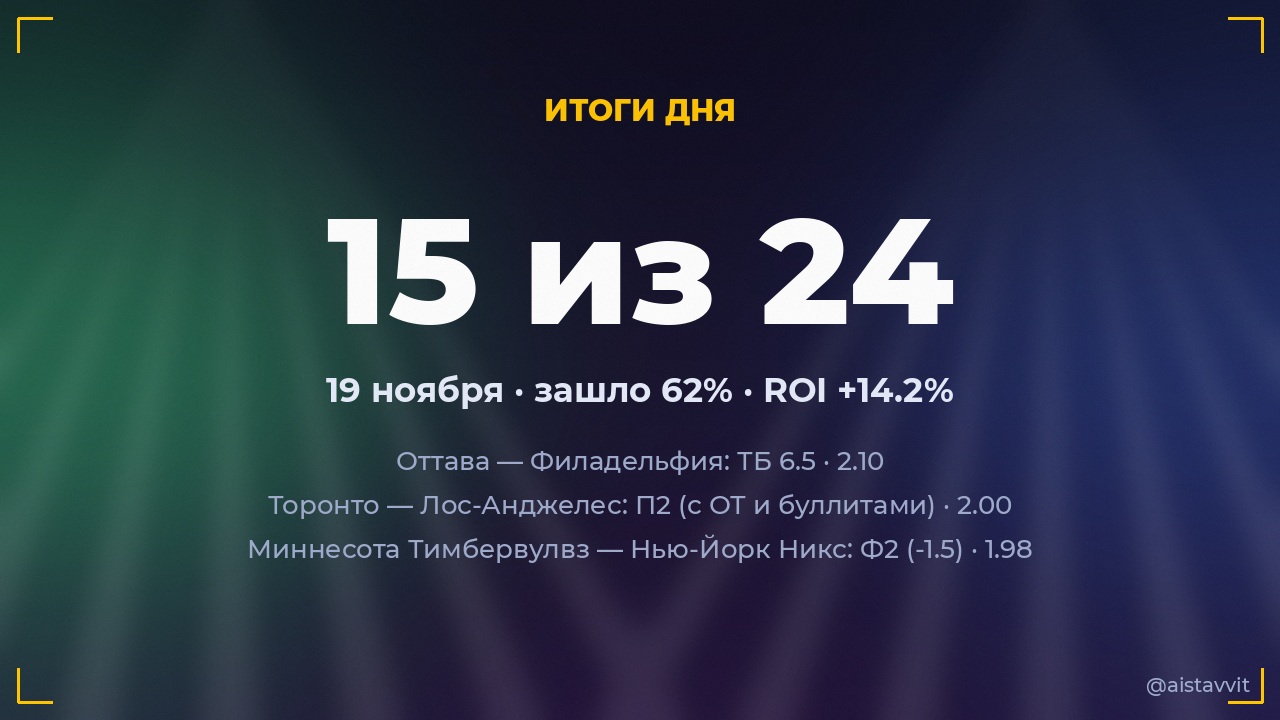 ИТОГИ ДНЯ
15 из 24
19 ноября · зашло 62% · ROI +14.2%
Оттава — Филадельфия: ТБ 6.5 · 2.10
Торонто — Лос-Анджелес: П2 (с ОТ и буллитами) · 2.00
Миннесота Тимбервулвз — Нью-Йорк Никс: Ф2 (-1.5) · 1.98
@aistavvit